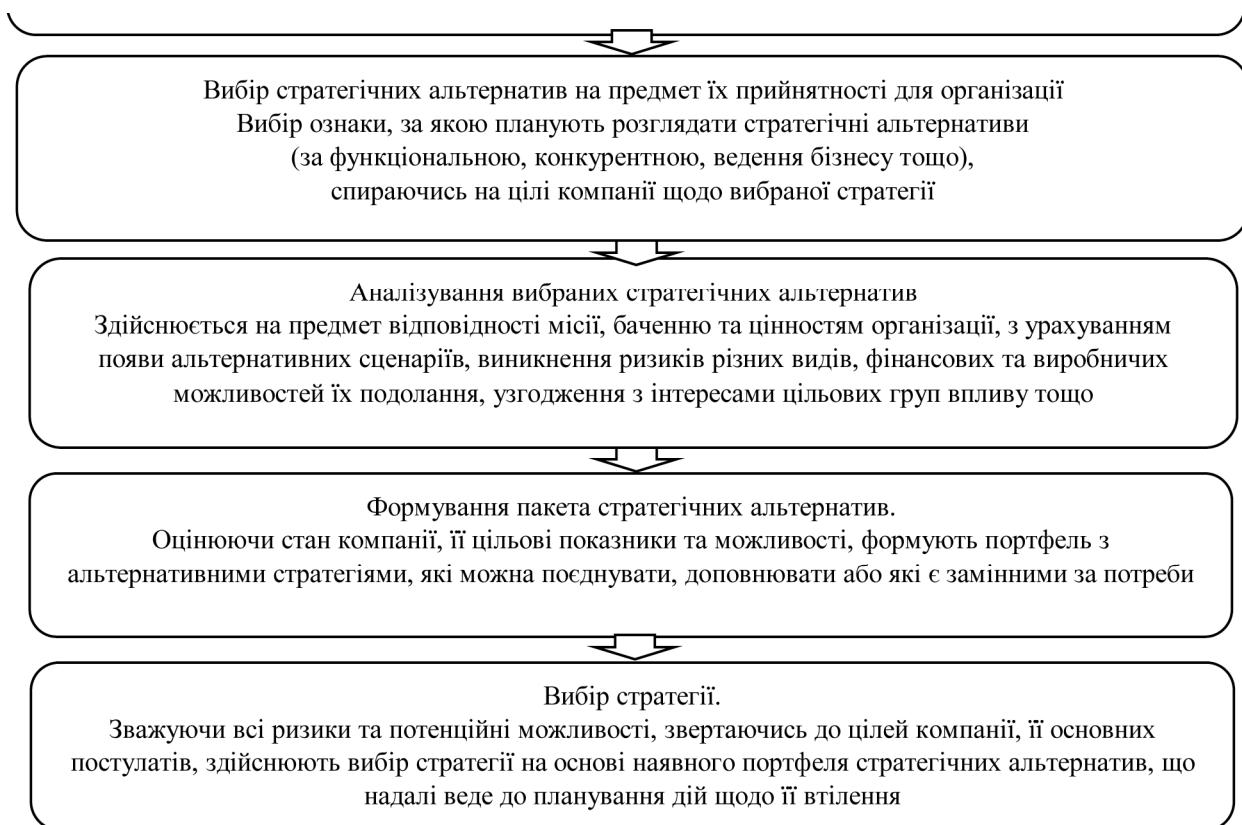 Вибір стратегічних альтернатив на предмет їх прийнятності для організації
Вибір ознаки, за якою планують розглядати стратегічні альтернативи
(за функціональною, конкурентною, ведення бізнесу тощо),
спираючись на цілі компанії щодо вибраної стратегії
Аналізування вибраних стратегічних альтернатив
Здійснюється на предмет відповідності місії, баченню та цінностям організації, з урахуванням
появи альтернативних сценаріїв, виникнення ризиків різних видів, фінансових та виробничих
можливостей їх подолання, узгодження з інтересами цільових груп впливу тощо
Формування пакета стратегічних альтернатив.
Оцінюючи стан компанії, її цільові показники та можливості, формують портфель з
альтернативними стратегіями, які можна поєднувати, доповнювати або які є замінними за потреби
Вибір стратегії.
Зважуючи всі ризики та потенційні можливості, звертаючись до цілей компанії, її основних
постулатів, здійснюють вибір стратегії на основі наявного портфеля стратегічних альтернатив, що
надалі веде до планування дій щодо її втілення